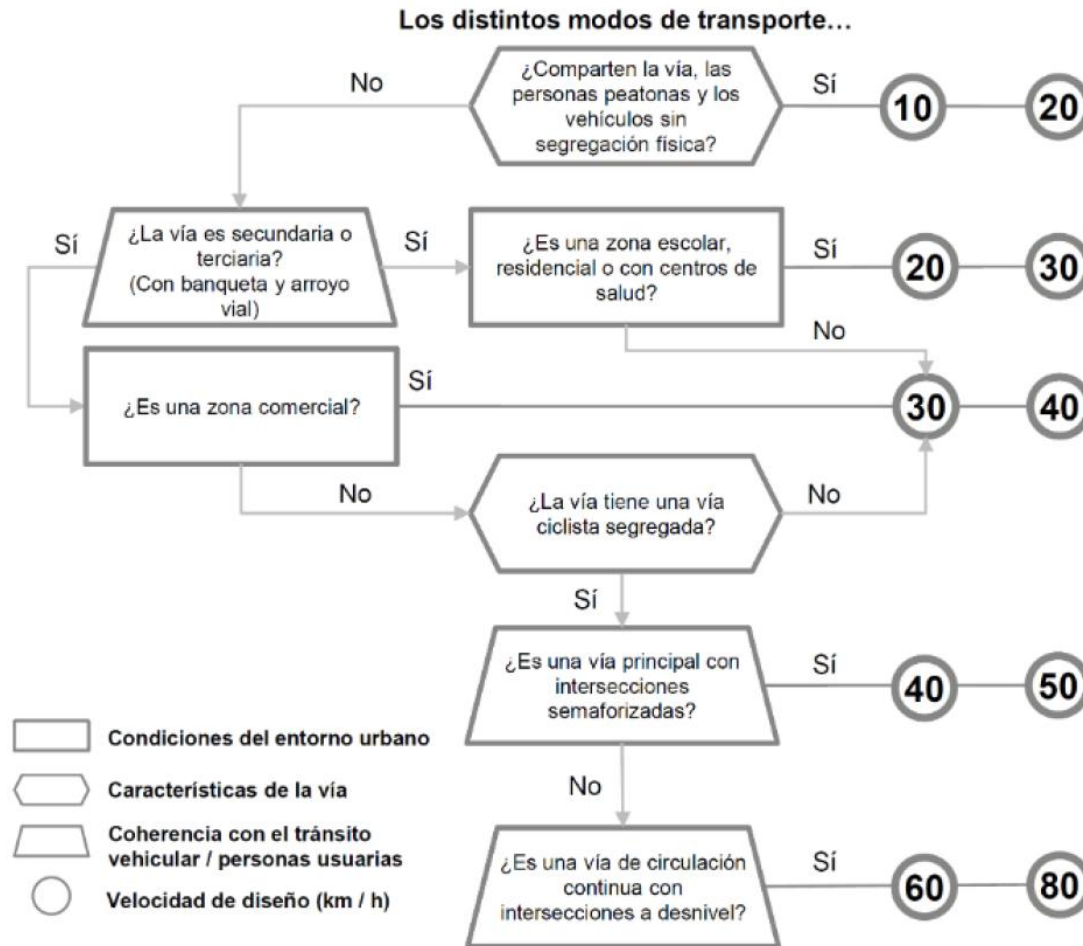 Los distintos modos de transporte…
¿Comparten la vía, las
personas peatonas y los
vehículos sin
segregación física?
No
Sí
10
20
¿La vía es secundaria o
terciaria?
(Con banqueta y arroyo
vial)
Sí
Sí
¿Es una zona escolar,
residencial o con centros de
salud?
Sí
20
30
No
¿Es una zona comercial?
Sí
30
40
No
¿La vía tiene una vía
ciclista segregada?
No
Sí
¿Es una vía principal con
intersecciones
semaforizadas?
Sí
40
50
No
¿Es una vía de circulación
continua con
intersecciones a desnivel?
Sí
60
80
Condiciones del entorno urbano
Características de la vía
Coherencia con el tránsito
vehicular / personas usuarias
Velocidad de diseño (km / h)